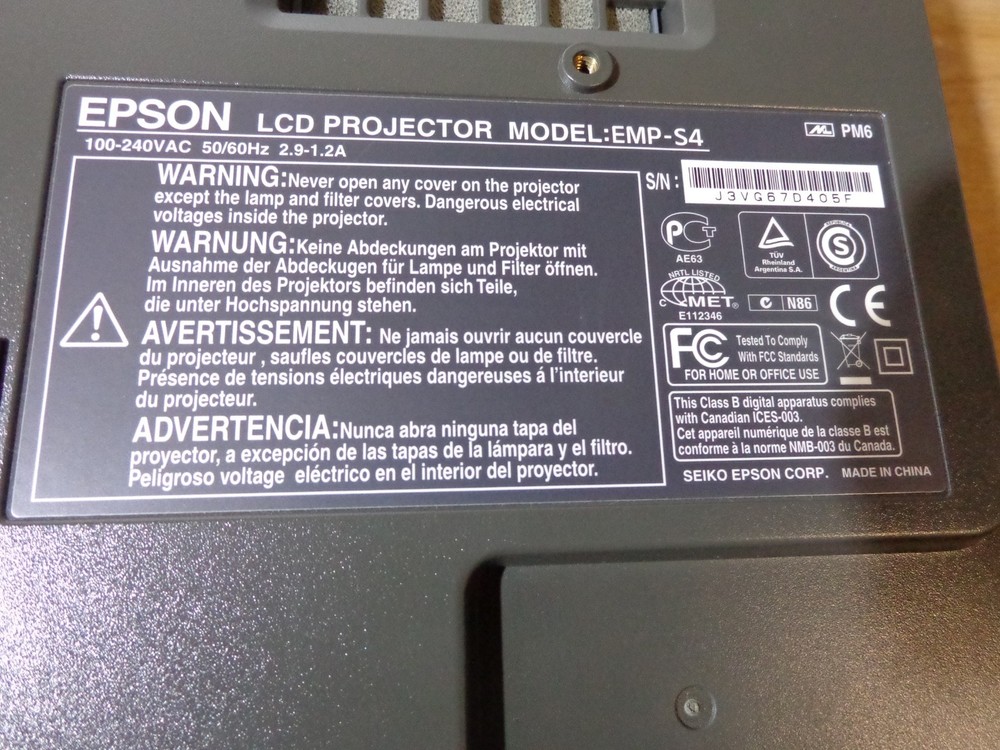 EPSON LCD PROJECTOR MODEL:EMP-S4
ML PM6
100-240VAC 50/60Hz 2.9-1.2A
WARNING:Never open any cover on the projector
except the lamp and filter covers. Dangerous electrical
voltages inside the projector.
WARNUNG:Keine Abdeckungen am Projektor mit
Ausnahme der Abdeckugen für Lampe und Filter öffnen.
Im Inneren des Projektors befinden sich Teile,
die unter Hochspannung stehen.
AVERTISSEMENT: Ne jamais ouvrir aucun couvercle
du projecteur , saufles couvercles de lampe ou de filtre.
Présence de tensions électriques dangereuses á l'interieur
du projecteur.
ADVERTENCIA:Nunca abra ninguna tapa del
proyector, a excepción de las tapas de la lámpara y el filtro.
Peligroso voltage eléctrico en el interior del proyector.
S/N :
J3VG67D405F
PCT
AE63
TÜV
Rheinland
Argentina S.A.
S
NRTL LISTED
C MET®
E112346
N86
CE
FC Tested To Comply
With FCC Standards
FOR HOME OR OFFICE USE
This Class B digital apparatus complies
with Canadian ICES-003.
Cet appareil numérique de la classe B est
conforme à la norme NMB-003 du Canada.
SEIKO EPSON CORP. MADE IN CHINA